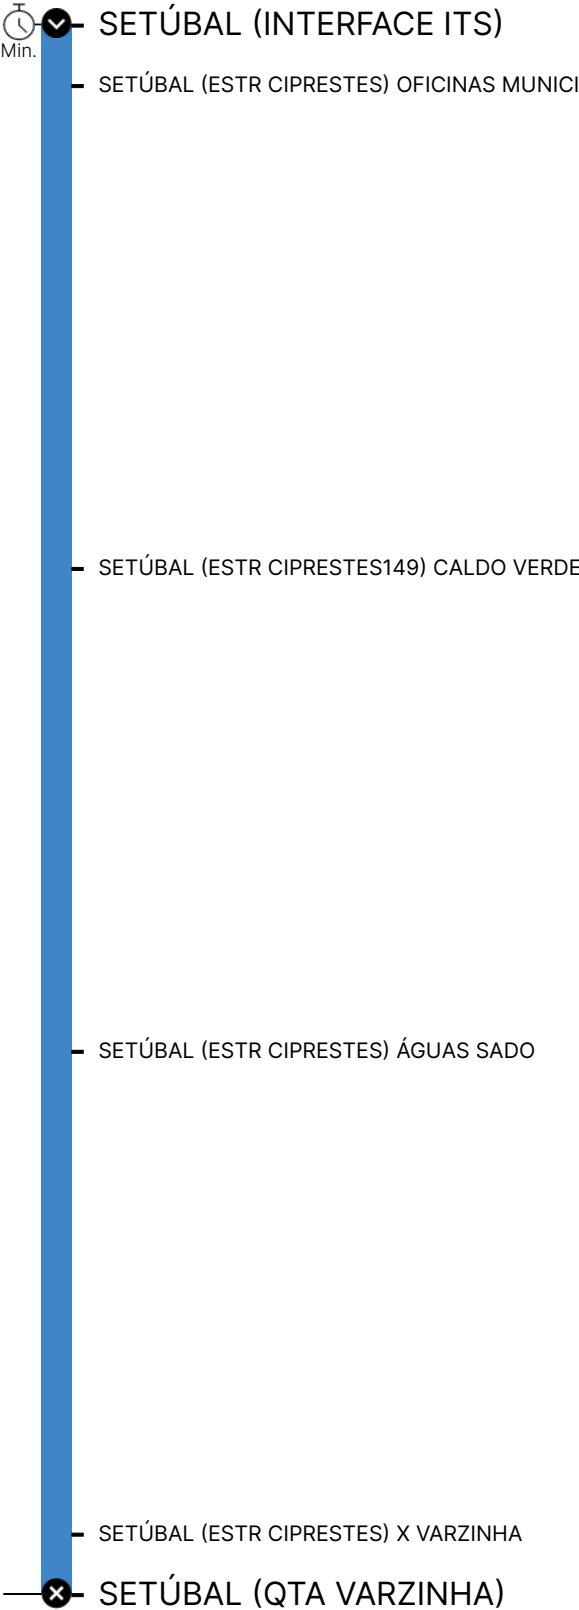 SETÚBAL (INTERFACE ITS)
Min.
SETÚBAL (ESTR CIPRESTES) OFICINAS MUNICI
SETÚBAL (ESTR CIPRESTES149) CALDO VERDE
SETÚBAL (ESTR CIPRESTES) ÁGUAS SADO
SETÚBAL (ESTR CIPRESTES) X VARZINHA
SETÚBAL (QTA VARZINHA)